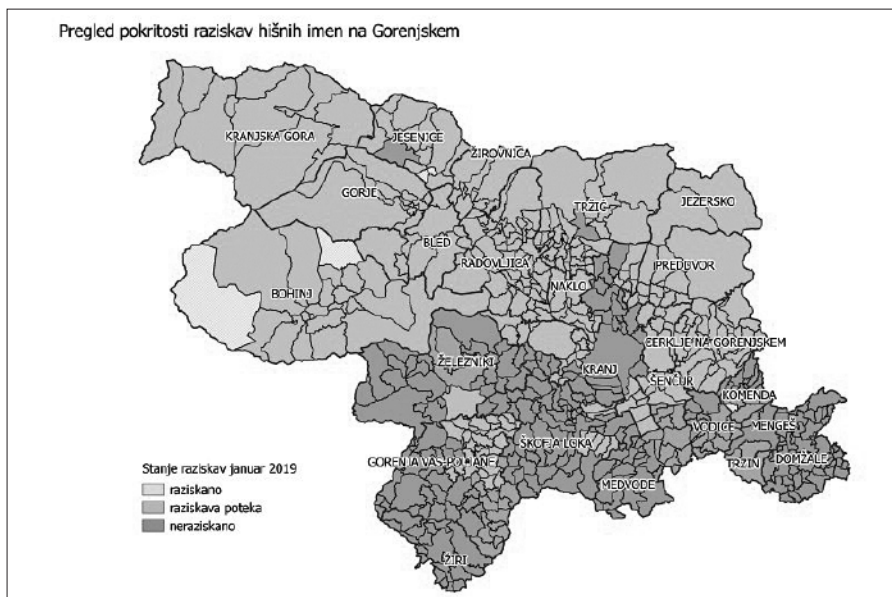 Pregled pokritosti raziskav hišnih imen na Gorenjskem
KRANJSKA GORA
JESENICE
ŽIROVNICA
GORJE
TRŽIČ
JEZERSKO
BLED
RADOVLJICA
PREDDVOR
NAKLO
BOHINJ
CERKLJE NA GORENJSKEM
ŽELEZNIKI
KRANJ
ŠENČUR
KOMENDA
VODICE
MENGEŠ
ŠKOFJA LOKA
GORENJA VAS-POLJANE
TRZIN
DOMŽALE
MEDVODE
ŽIRI
Stanje raziskav januar 2019
raziskano
raziskava poteka
neraziskano